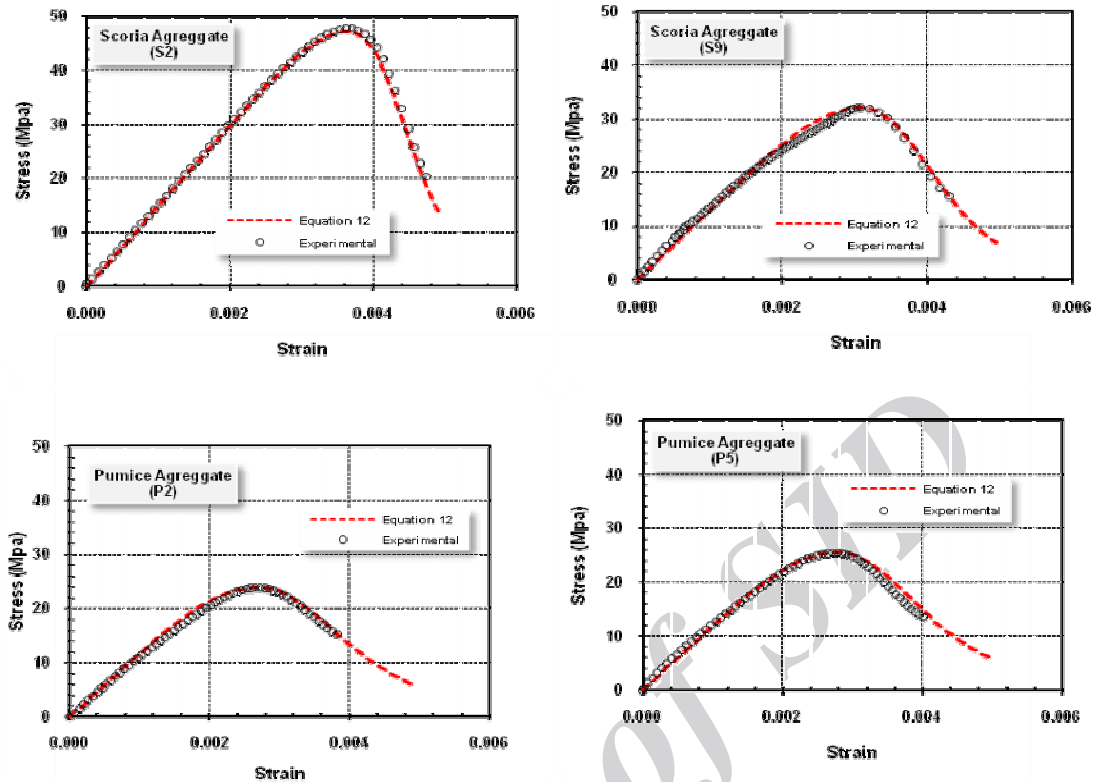 Scoria Agreggate
(S2)
50
40
30
20
10
0
Stress (Mpa)
Equation 12
Experimental
0.000
0.002
0.004
0.006
Strain
Scoria Agreggate
(S9)
50
40
30
20
10
0
Stress (Mpa)
Equation 12
Experimental
0.000
0.002
0.004
0.006
Strain
Pumice Agreggate
(P2)
50
40
30
20
10
0
Stress (Mpa)
Equation 12
Experimental
0.000
0.002
0.004
0.006
Strain
Pumice Agreggate
(P5)
50
40
30
20
10
0
Stress (Mpa)
Equation 12
Experimental
0.000
0.002
0.004
0.006
Strain
of SID